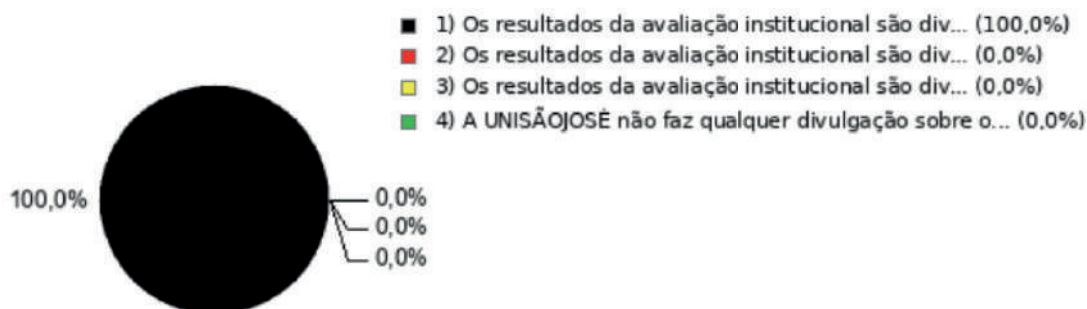 1) Os resultados da avaliação institucional são div... (100,0%)
2) Os resultados da avaliação institucional são div... (0,0%)
3) Os resultados da avaliação institucional são div... (0,0%)
4) A UNISÃOJOSÉ não faz qualquer divulgação sobre o... (0,0%)
100,0%
0,0%
0,0%
0,0%